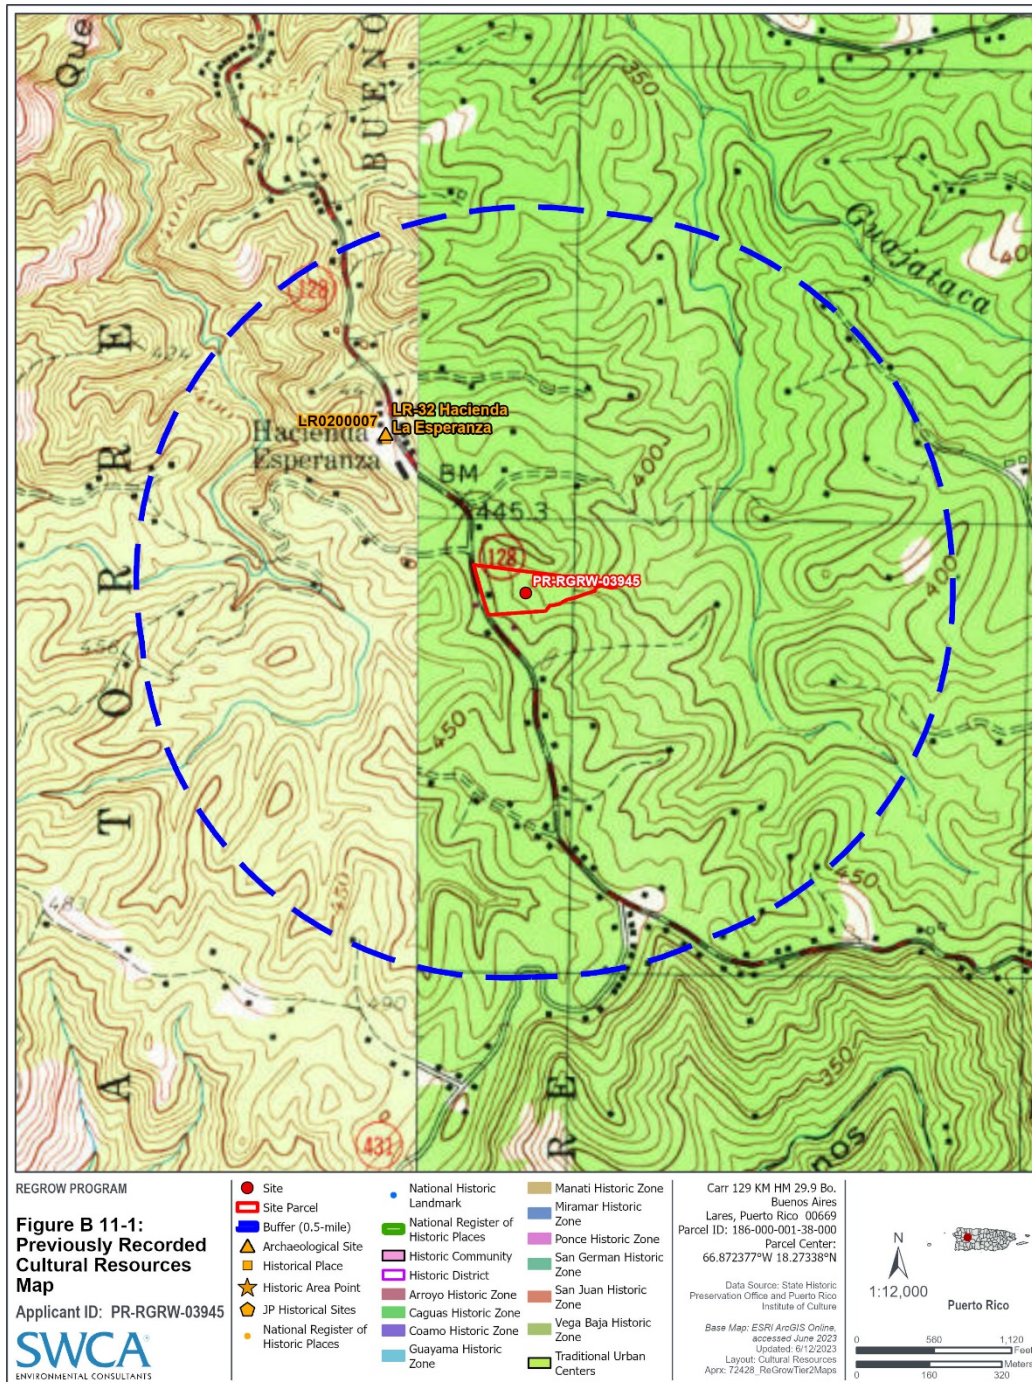 Que
BUENO
350
Guajataca
400
128
424
400
LR0200007
LR-32 Hacienda
La Esperanza
Hacienda
Esperanza
BM
445.3
400
128
PR-RGRW-03945
400
456
450
450
450
483
490
350
nos
431
ATORRE
RE
REGROW PROGRAM
Figure B 11-1:
Previously Recorded
Cultural Resources
Map
Applicant ID: PR-RGRW-03945
SWCA
ENVIRONMENTAL CONSULTANTS
Site
Site Parcel
Buffer (0.5-mile)
Archaeological Site
Historical Place
Historic Area Point
JP Historical Sites
National Register of
Historic Places
National Historic
Landmark
National Register of
Historic Places
Historic Community
Historic District
Arroyo Historic Zone
Caguas Historic Zone
Coamo Historic Zone
Guayama Historic
Zone
Manati Historic Zone
Miramar Historic
Zone
Ponce Historic Zone
San German Historic
Zone
San Juan Historic
Zone
Vega Baja Historic
Zone
Traditional Urban
Centers
Carr 129 KM HM 29.9 Bo.
Buenos Aires
Lares, Puerto Rico 00669
Parcel ID: 186-000-001-38-000
Parcel Center:
66.872377°W 18.27338°N
Data Source: State Historic
Preservation Office and Puerto Rico
Institute of Culture
Base Map: ESRI ArcGIS Online,
accessed June 2023
Updated: 6/12/2023
Layout: Cultural Resources
Aprx: 72428_ReGrowTier2Maps
N
1:12,000
Puerto Rico
0 560 1,120
Feet
Meters
0 160 320